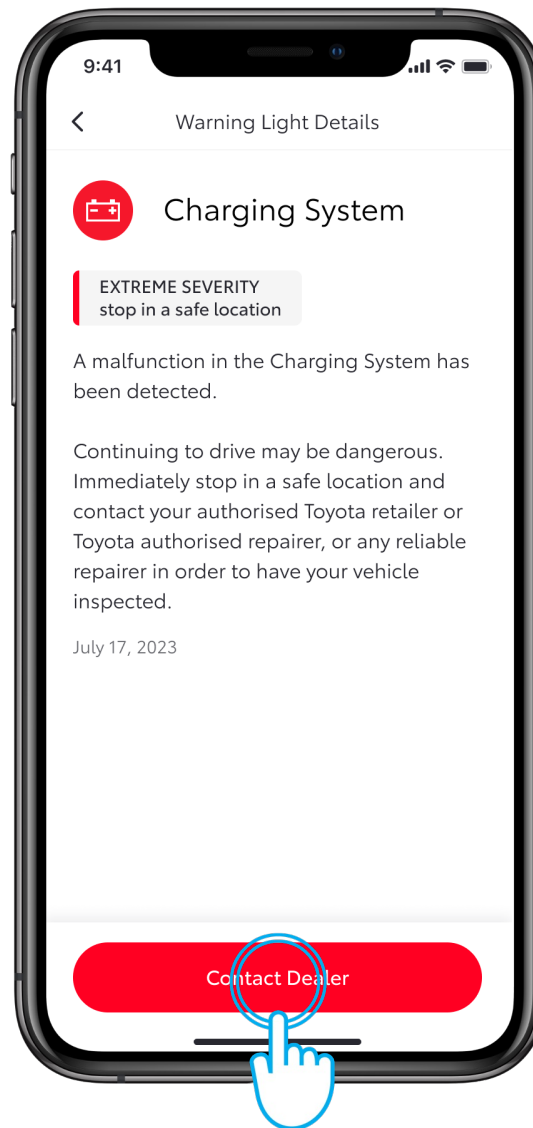 9:41
Warning Light Details
Charging System
EXTREME SEVERITY
stop in a safe location
A malfunction in the Charging System has
been detected.
Continuing to drive may be dangerous.
Immediately stop in a safe location and
contact your authorised Toyota retailer or
Toyota authorised repairer, or any reliable
repairer in order to have your vehicle
inspected.
July 17, 2023
Contact Dealer